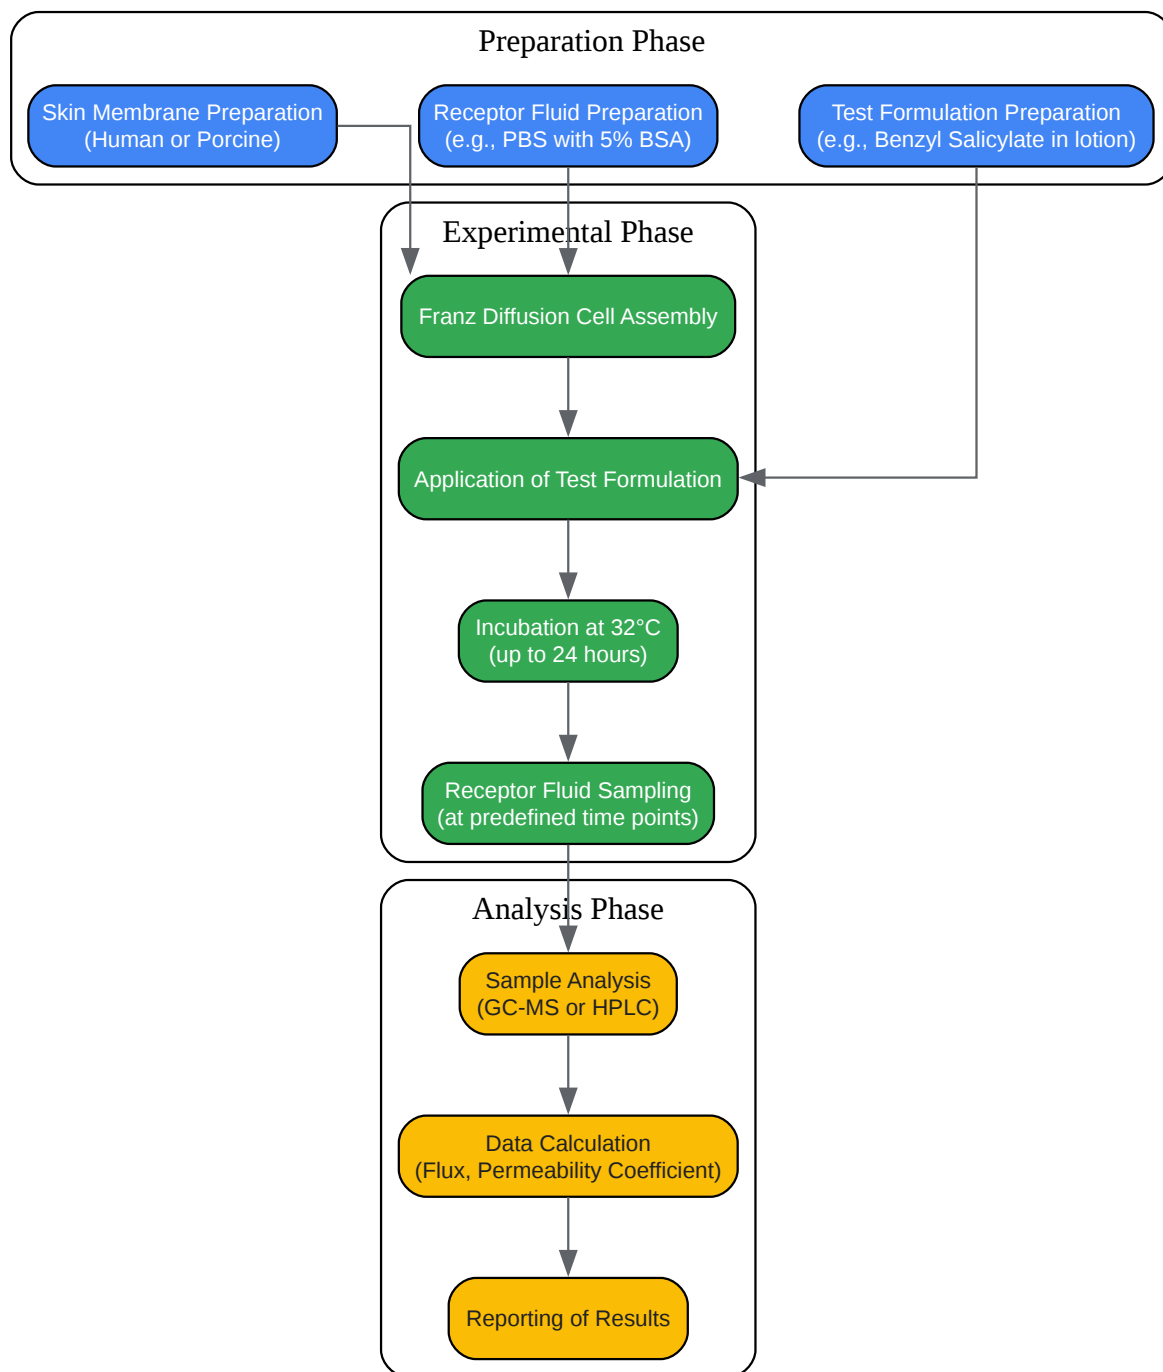 Preparation Phase
Skin Membrane Preparation
(Human or Porcine)
Receptor Fluid Preparation
(e.g., PBS with 5% BSA)
Test Formulation Preparation
(e.g., Benzyl Salicylate in lotion)
Experimental Phase
Franz Diffusion Cell Assembly
Application of Test Formulation
Incubation at 32°C
(up to 24 hours)
Receptor Fluid Sampling
(at predefined time points)
Analysis Phase
Sample Analysis
(GC-MS or HPLC)
Data Calculation
(Flux, Permeability Coefficient)
Reporting of Results